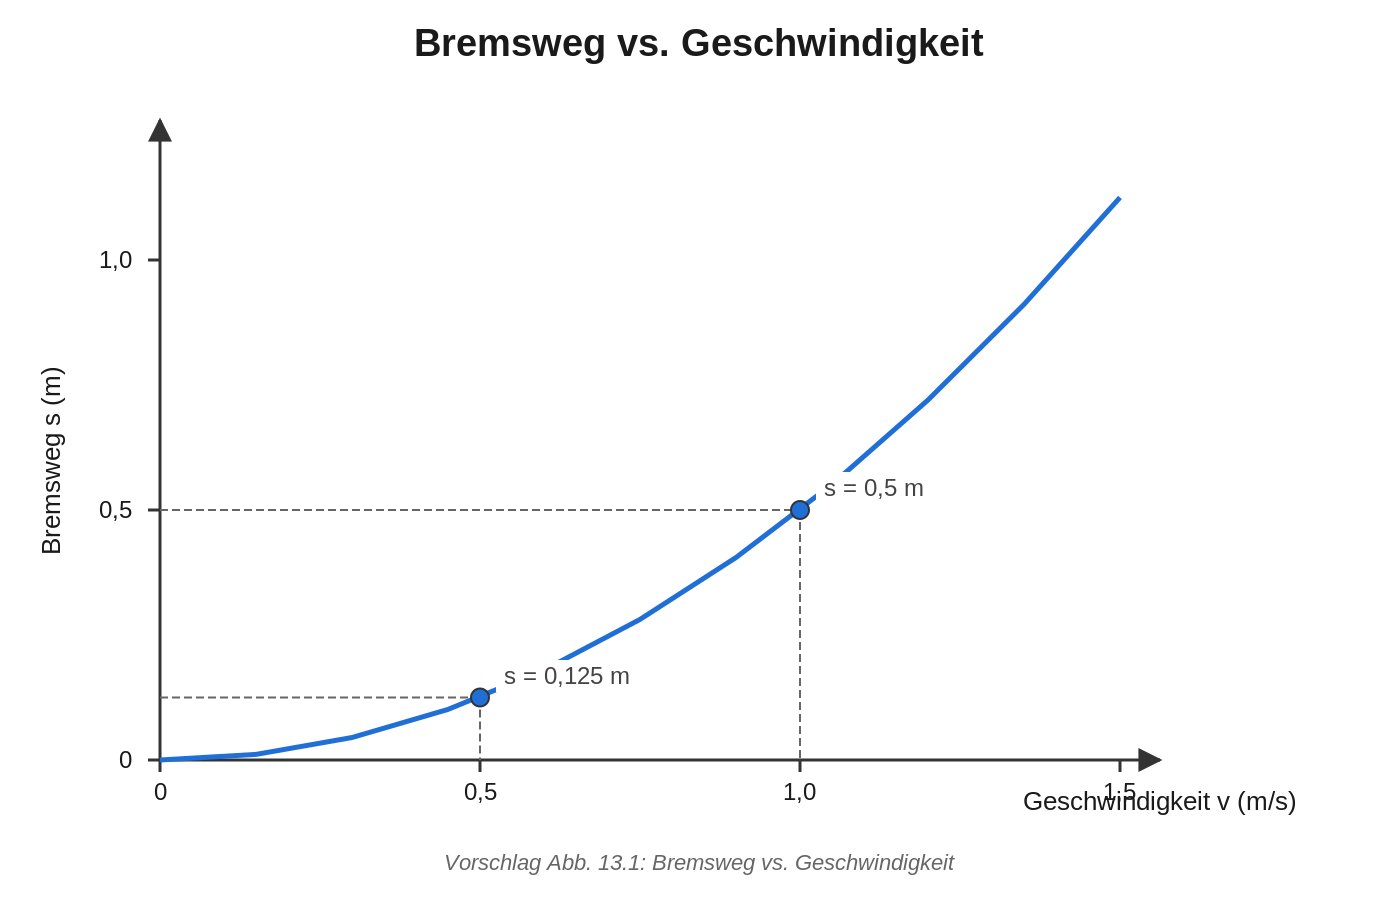 Bremsweg vs. Geschwindigkeit
1,0
Bremsweg s (m)
0,5
s = 0,5 m
s = 0,125 m
0
0
0,5
1,0
1,5
Geschwindigkeit v (m/s)
Vorschlag Abb. 13.1: Bremsweg vs. Geschwindigkeit